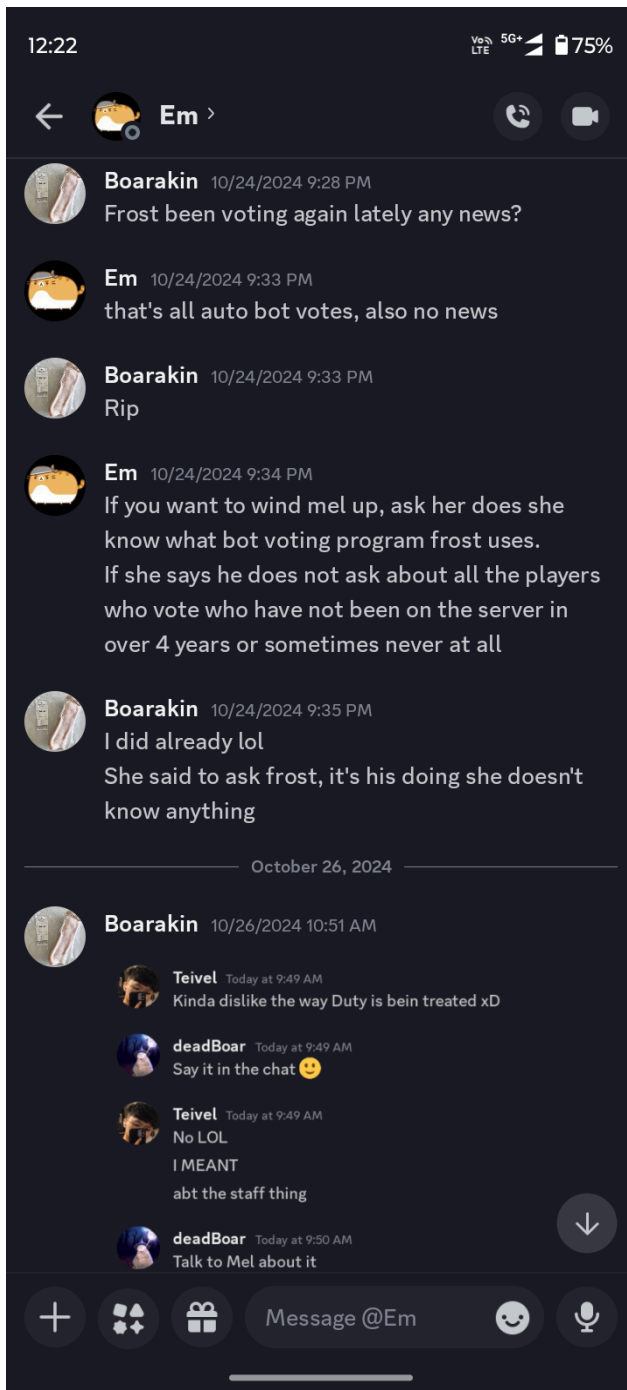 12:22
Vo LTE 5G+ 75%
Em
Boarakin 10/24/2024 9:28 PM
Frost been voting again lately any news?
Em 10/24/2024 9:33 PM
that's all auto bot votes, also no news
Boarakin 10/24/2024 9:33 PM
Rip
Em 10/24/2024 9:34 PM
If you want to wind mel up, ask her does she
know what bot voting program frost uses.
If she says he does not ask about all the players
who vote who have not been on the server in
over 4 years or sometimes never at all
Boarakin 10/24/2024 9:35 PM
I did already lol
She said to ask frost, it's his doing she doesn't
know anything
October 26, 2024
Boarakin 10/26/2024 10:51 AM
Teivel Today at 9:49 AM
Kinda dislike the way Duty is bein treated xD
deadBoar Today at 9:49 AM
Say it in the chat 🙂
Teivel Today at 9:49 AM
No LOL
I MEANT
abt the staff thing
deadBoar Today at 9:50 AM
Talk to Mel about it
Message @Em